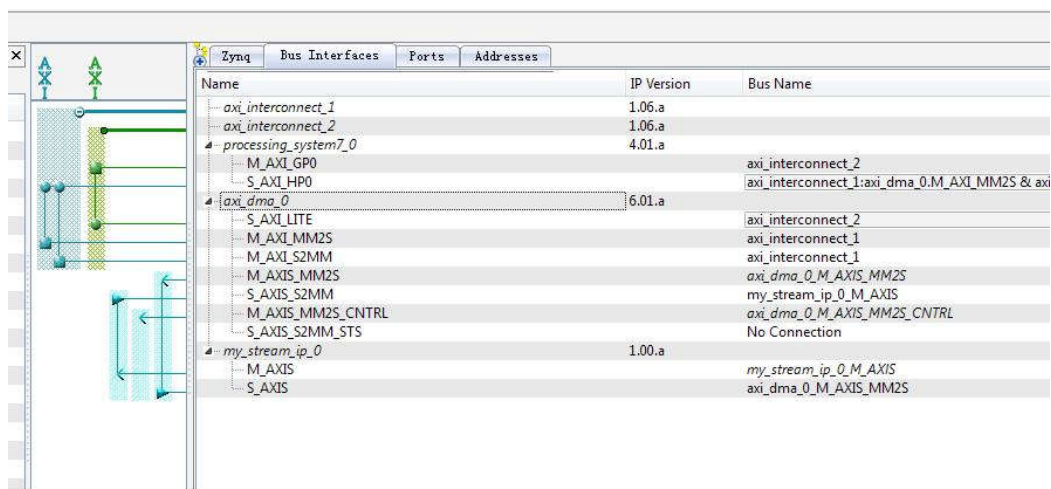 Zynq Bus Interfaces Ports Addresses
AXI AXI
Name IP Version Bus Name
axi_interconnect_1 1.06.a
axi_interconnect_2 1.06.a
processing_system7_0 4.01.a
M_AXI_GP0 axi_interconnect_2
S_AXI_HP0 axi_interconnect_1:axi_dma_0.M_AXI_MM2S & axi
axi_dma_0 6.01.a
S_AXI_LITE axi_interconnect_2
M_AXI_MM2S axi_interconnect_1
M_AXI_S2MM axi_interconnect_1
M_AXIS_MM2S axi_dma_0_M_AXIS_MM2S
S_AXIS_S2MM my_stream_ip_0_M_AXIS
M_AXIS_MM2S_CNTRL axi_dma_0_M_AXIS_MM2S_CNTRL
S_AXIS_S2MM_STS No Connection
my_stream_ip_0 1.00.a
M_AXIS my_stream_ip_0_M_AXIS
S_AXIS axi_dma_0_M_AXIS_MM2S